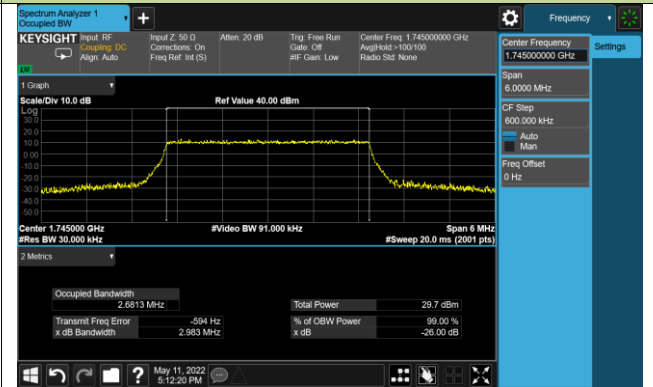 Spectrum Analyzer 1
Occupied BW
Frequency
KEYSIGHT
Input: RF
Coupling: DC
Align: Auto
Input Z: 50 Ω
Corrections: On
Freq Ref: Int (S)
Atten: 20 dB
Trig: Free Run
Gate: Off
#IF Gain: Low
Center Freq: 1.745000000 GHz
Avg|Hold:>100/100
Radio Std: None
Center Frequency
1.745000000 GHz
Settings
Span
6.0000 MHz
CF Step
600.000 kHz
Auto
Man
Freq Offset
0 Hz
1 Graph
Scale/Div 10.0 dB
Ref Value 40.00 dBm
Log
30.0
20.0
10.0
0.00
-10.0
-20.0
-30.0
-40.0
-50.0
Center 1.745000 GHz
#Video BW 91.000 kHz
Span 6 MHz
#Res BW 30.000 kHz
#Sweep 20.0 ms (2001 pts)
2 Metrics
Occupied Bandwidth
2.6813 MHz
Total Power 29.7 dBm
Transmit Freq Error -594 Hz
% of OBW Power 99.00 %
x dB Bandwidth 2.983 MHz
x dB -26.00 dB
May 11, 2022
5:12:20 PM